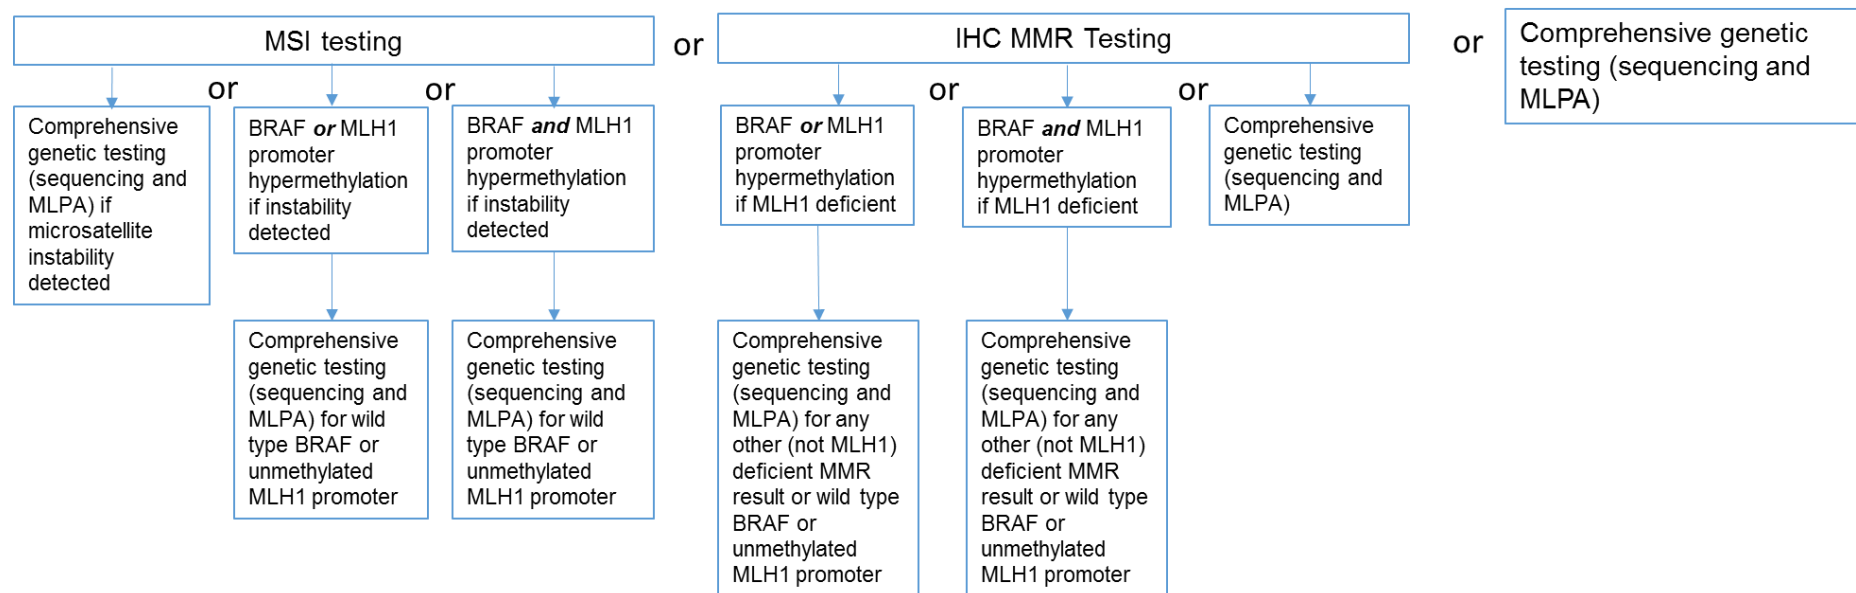 MSI testing
or
IHC MMR Testing
or
Comprehensive genetic
testing (sequencing and
MLPA)
Comprehensive
genetic testing
(sequencing and
MLPA) if
microsatellite
instability
detected
or
BRAF or MLH1
promoter
hypermethylation
if instability
detected
or
BRAF and MLH1
promoter
hypermethylation
if instability
detected
BRAF or MLH1
promoter
hypermethylation
if MLH1 deficient
or
BRAF and MLH1
promoter
hypermethylation
if MLH1 deficient
or
Comprehensive
genetic testing
(sequencing and
MLPA)
Comprehensive
genetic testing
(sequencing and
MLPA) for wild
type BRAF or
unmethylated
MLH1 promoter
Comprehensive
genetic testing
(sequencing and
MLPA) for wild
type BRAF or
unmethylated
MLH1 promoter
Comprehensive
genetic testing
(sequencing and
MLPA) for any
other (not MLH1)
deficient MMR
result or wild type
BRAF or
unmethylated
MLH1 promoter
Comprehensive
genetic testing
(sequencing and
MLPA) for any
other (not MLH1)
deficient MMR
result or wild type
BRAF or
unmethylated
MLH1 promoter